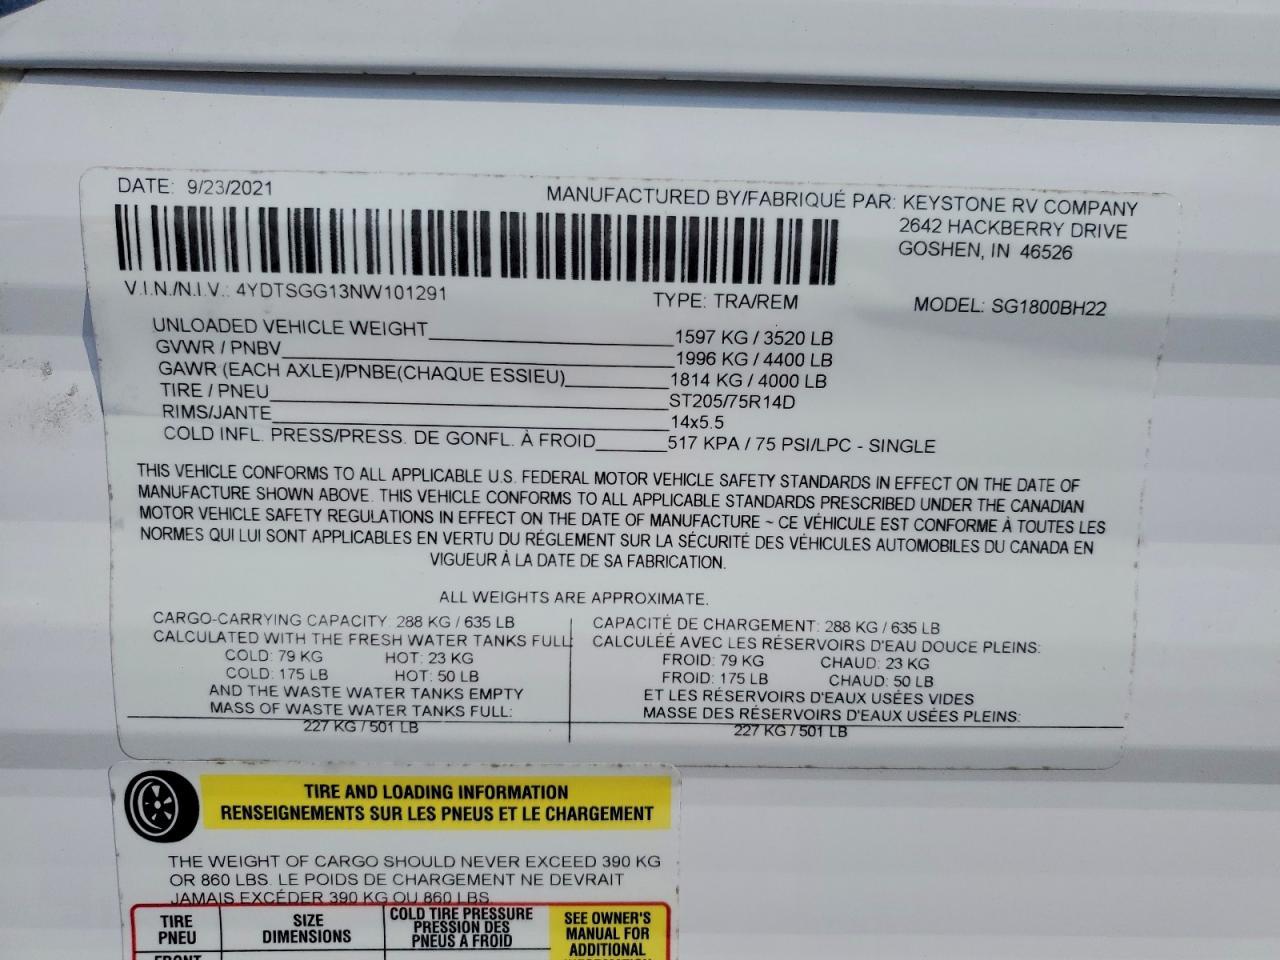 DATE: 9/23/2021
MANUFACTURED BY/FABRIQUÉ PAR: KEYSTONE RV COMPANY
2642 HACKBERRY DRIVE
GOSHEN, IN 46526
V.I.N./N.I.V.: 4YDTSGG13NW101291
TYPE: TRA/REM
MODEL: SG1800BH22
UNLOADED VEHICLE WEIGHT 1597 KG / 3520 LB
GVWR / PNBV 1996 KG / 4400 LB
GAWR (EACH AXLE)/PNBE(CHAQUE ESSIEU) 1814 KG / 4000 LB
TIRE / PNEU ST205/75R14D
RIMS/JANTE 14x5.5
COLD INFL. PRESS/PRESS. DE GONFL. À FROID 517 KPA / 75 PSI/LPC - SINGLE
THIS VEHICLE CONFORMS TO ALL APPLICABLE U.S. FEDERAL MOTOR VEHICLE SAFETY STANDARDS IN EFFECT ON THE DATE OF
MANUFACTURE SHOWN ABOVE. THIS VEHICLE CONFORMS TO ALL APPLICABLE STANDARDS PRESCRIBED UNDER THE CANADIAN
MOTOR VEHICLE SAFETY REGULATIONS IN EFFECT ON THE DATE OF MANUFACTURE ~ CE VÉHICULE EST CONFORME À TOUTES LES
NORMES QUI LUI SONT APPLICABLES EN VERTU DU RÉGLEMENT SUR LA SÉCURITÉ DES VÉHICULES AUTOMOBILES DU CANADA EN
VIGUEUR À LA DATE DE SA FABRICATION.
ALL WEIGHTS ARE APPROXIMATE.
CARGO-CARRYING CAPACITY: 288 KG / 635 LB
CALCULATED WITH THE FRESH WATER TANKS FULL:
COLD: 79 KG HOT: 23 KG
COLD: 175 LB HOT: 50 LB
AND THE WASTE WATER TANKS EMPTY
MASS OF WASTE WATER TANKS FULL:
227 KG / 501 LB
CAPACITÉ DE CHARGEMENT: 288 KG / 635 LB
CALCULÉE AVEC LES RÉSERVOIRS D'EAU DOUCE PLEINS:
FROID: 79 KG CHAUD: 23 KG
FROID: 175 LB CHAUD: 50 LB
ET LES RÉSERVOIRS D'EAUX USÉES VIDES
MASSE DES RÉSERVOIRS D'EAUX USÉES PLEINS:
227 KG / 501 LB
TIRE AND LOADING INFORMATION
RENSEIGNEMENTS SUR LES PNEUS ET LE CHARGEMENT
THE WEIGHT OF CARGO SHOULD NEVER EXCEED 390 KG
OR 860 LBS. LE POIDS DE CHARGEMENT NE DEVRAIT
JAMAIS EXCÉDER 390 KG OU 860 LBS.
TIRE
PNEU
SIZE
DIMENSIONS
COLD TIRE PRESSURE
PRESSION DES
PNEUS A FROID
SEE OWNER'S
MANUAL FOR
ADDITIONAL